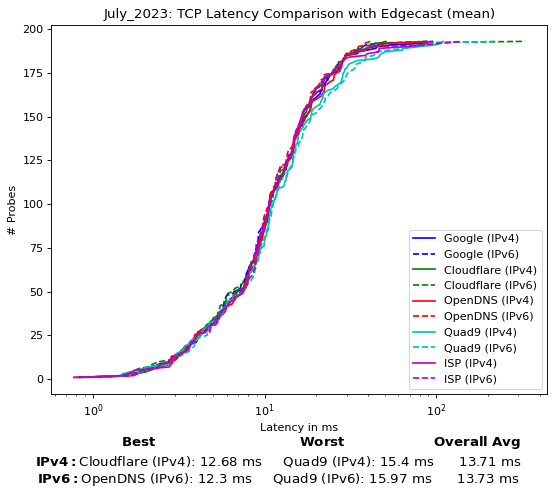 July_2023: TCP Latency Comparison with Edgecast (mean)
200
175
150
125
100
75
50
25
0
# Probes
Google (IPv4)
Google (IPv6)
Cloudflare (IPv4)
Cloudflare (IPv6)
OpenDNS (IPv4)
OpenDNS (IPv6)
Quad9 (IPv4)
Quad9 (IPv6)
ISP (IPv4)
ISP (IPv6)
10⁰ 10¹ 10²
Latency in ms
Best Worst Overall Avg
IPv4: Cloudflare (IPv4): 12.68 ms Quad9 (IPv4): 15.4 ms 13.71 ms
IPv6: OpenDNS (IPv6): 12.3 ms Quad9 (IPv6): 15.97 ms 13.73 ms